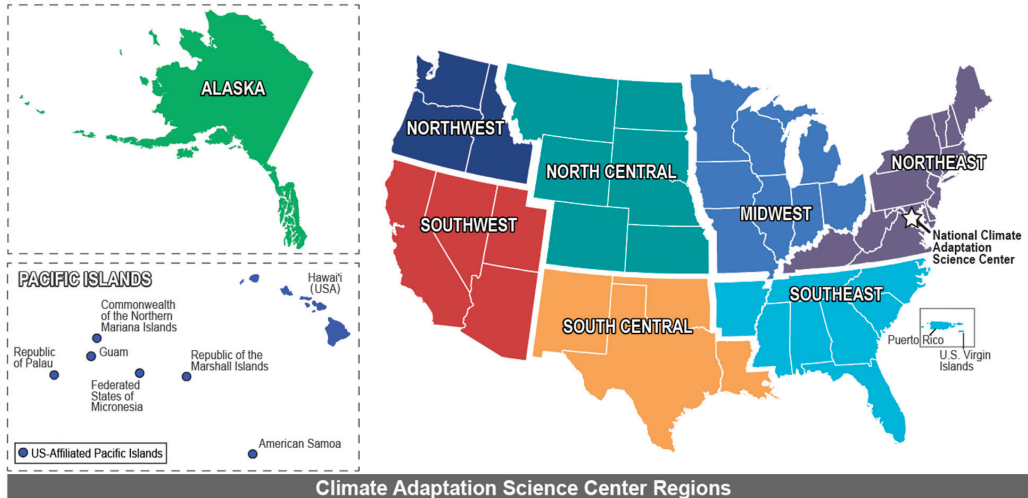 ALASKA
PACIFIC ISLANDS
Hawai'i
(USA)
Commonwealth
of the Northern
Mariana Islands
Republic
of Palau
Guam
Republic of the
Marshall Islands
Federated
States of
Micronesia
American Samoa
US-Affiliated Pacific Islands
NORTHWEST
NORTH CENTRAL
SOUTHWEST
MIDWEST
NORTHEAST
National Climate
Adaptation
Science Center
SOUTHEAST
SOUTH CENTRAL
Puerto Rico
U.S. Virgin
Islands
Climate Adaptation Science Center Regions